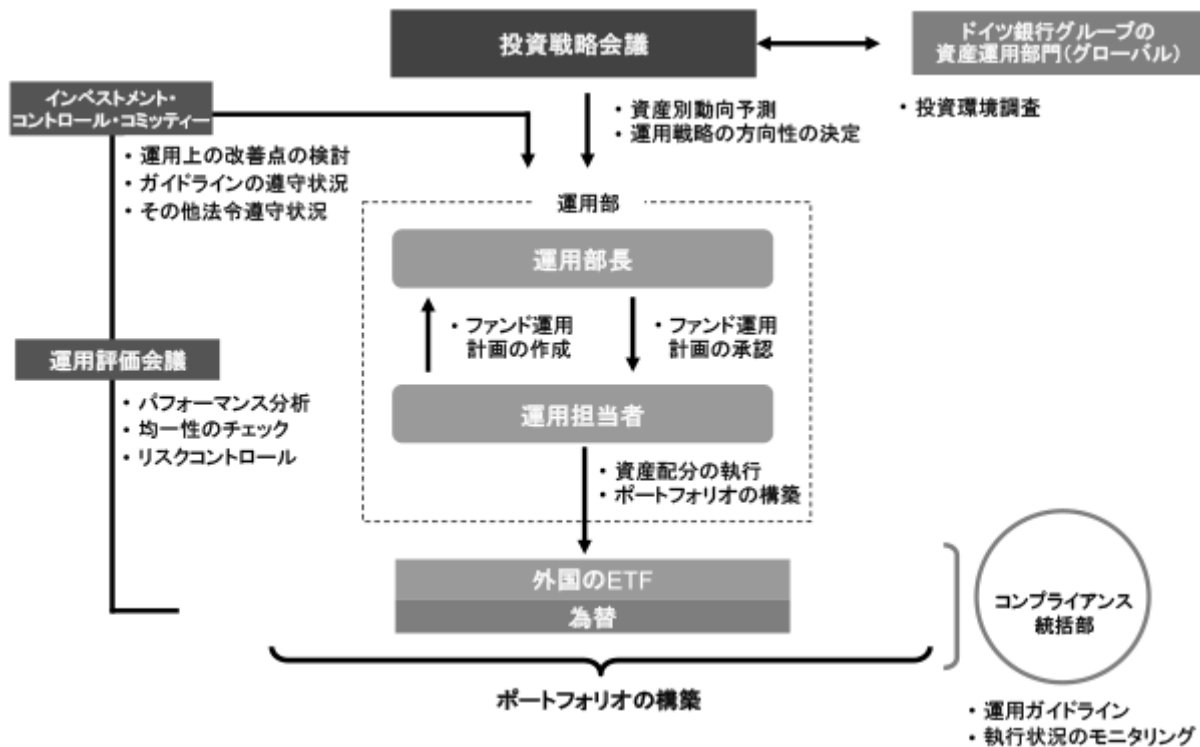 投資戦略会議
ドイツ銀行グループの
資産運用部門(グローバル)
・投資環境調査
インベストメント・
コントロール・コミッティー
・運用上の改善点の検討
・ガイドラインの遵守状況
・その他法令遵守状況
・資産別動向予測
・運用戦略の方向性の決定
運用部
運用部長
・ファンド運用
計画の作成
・ファンド運用
計画の承認
運用担当者
運用評価会議
・パフォーマンス分析
・均一性のチェック
・リスクコントロール
・資産配分の執行
・ポートフォリオの構築
外国のETF
為替
ポートフォリオの構築
コンプライアンス
統括部
・運用ガイドライン
・執行状況のモニタリング